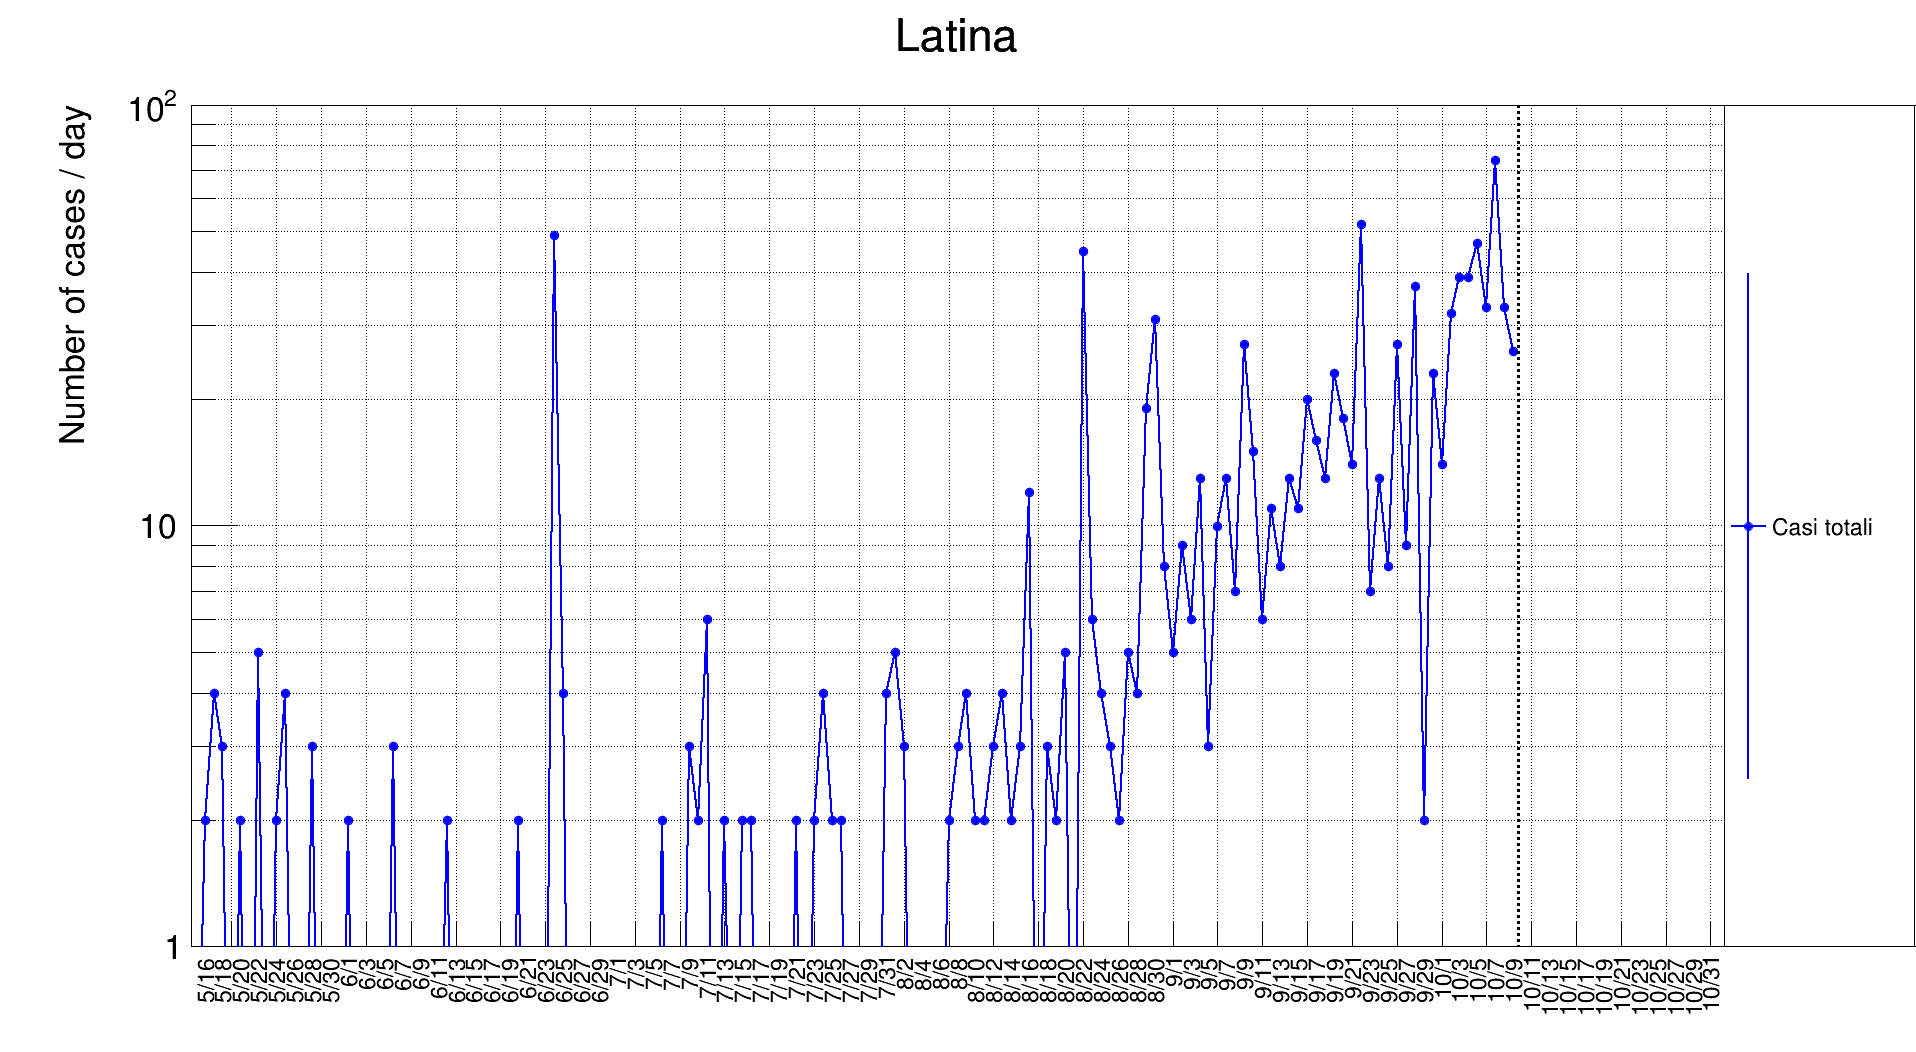 Latina
Number of cases / day
10²
10
1
5/16 5/18 5/20 5/22 5/24 5/26 5/28 5/30 6/1 6/3 6/5 6/7 6/9 6/11 6/13 6/15 6/17 6/19 6/21 6/23 6/25 6/27 6/29 7/1 7/3 7/5 7/7 7/9 7/11 7/13 7/15 7/17 7/19 7/21 7/23 7/25 7/27 7/29 7/31 8/2 8/4 8/6 8/8 8/10 8/12 8/14 8/16 8/18 8/20 8/22 8/24 8/26 8/28 8/30 9/1 9/3 9/5 9/7 9/9 9/11 9/13 9/15 9/17 9/19 9/21 9/23 9/25 9/27 9/29 10/1 10/3 10/5 10/7 10/9 10/11 10/13 10/15 10/17 10/19 10/21 10/23 10/25 10/27 10/29 10/31
Casi totali